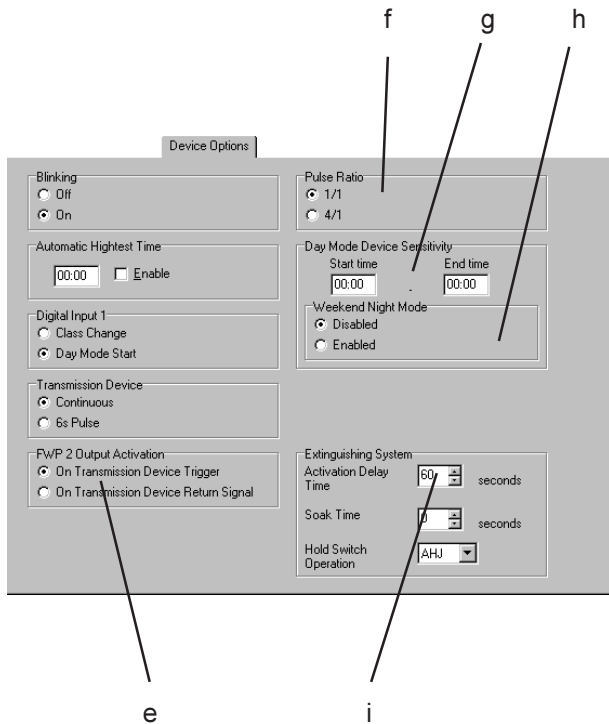 f g h
Device Options
Blinking
Off
On
Automatic Highest Time
00:00 Enable
Digital Input 1
Class Change
Day Mode Start
Transmission Device
Continuous
6s Pulse
FWP 2 Output Activation
On Transmission Device Trigger
On Transmission Device Return Signal
Pulse Ratio
1/1
4/1
Day Mode Device Sensitivity
Start time End time
00:00 - 00:00
Weekend Night Mode
Disabled
Enabled
Extinguishing System
Activation Delay
Time
60 seconds
Soak Time
0 seconds
Hold Switch
Operation
AHJ
e i